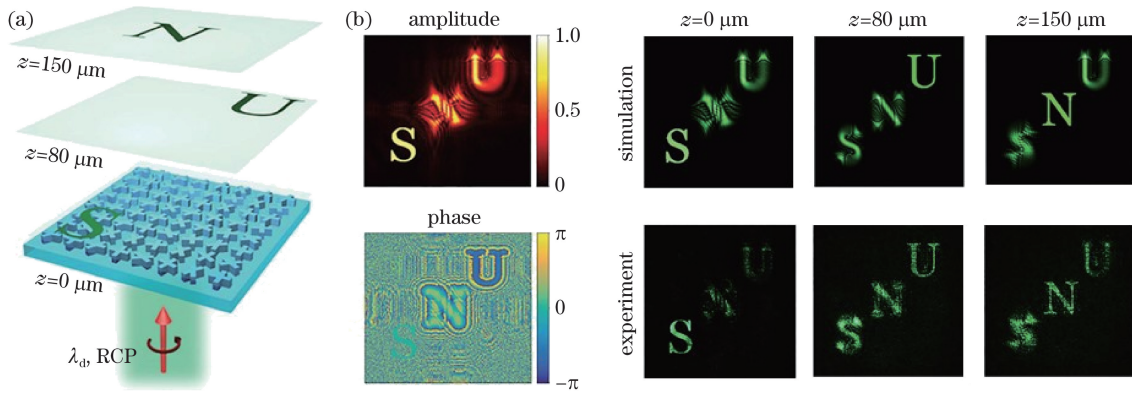 (a)
N
z=150 μm
U
z=80 μm
S
z=0 μm
λd, RCP
(b)
amplitude
S N U
1.0
0.5
0
phase
S N U
π
0
−π
z=0 μm z=80 μm z=150 μm
simulation
S N U
S N U
S N U
experiment
S N U
S N U
S N U